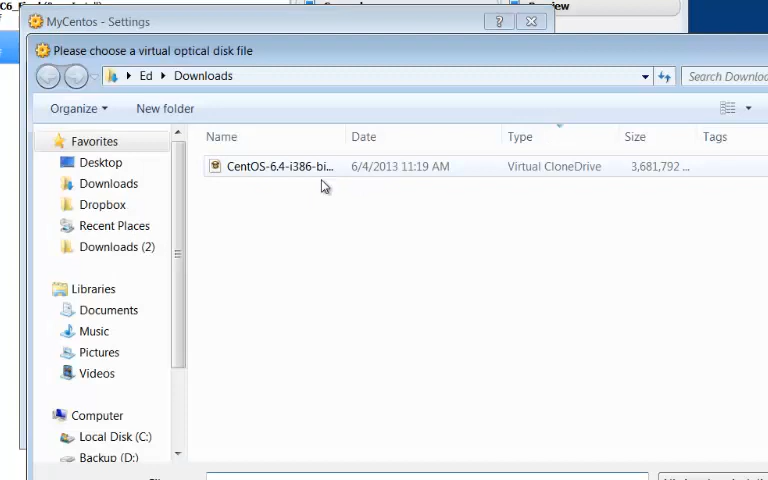 MyCentos - Settings
Please choose a virtual optical disk file
Ed
Downloads
Search Downloa
Organize
New folder
Name
Date
Type
Size
Tags
Favorites
CentOS-6.4-i386-bi...
6/4/2013 11:19 AM
Virtual CloneDrive
3,681,792 ...
Desktop
Downloads
Dropbox
Recent Places
Downloads (2)
Libraries
Documents
Music
Pictures
Videos
Computer
Local Disk (C:)
Backup (D:)